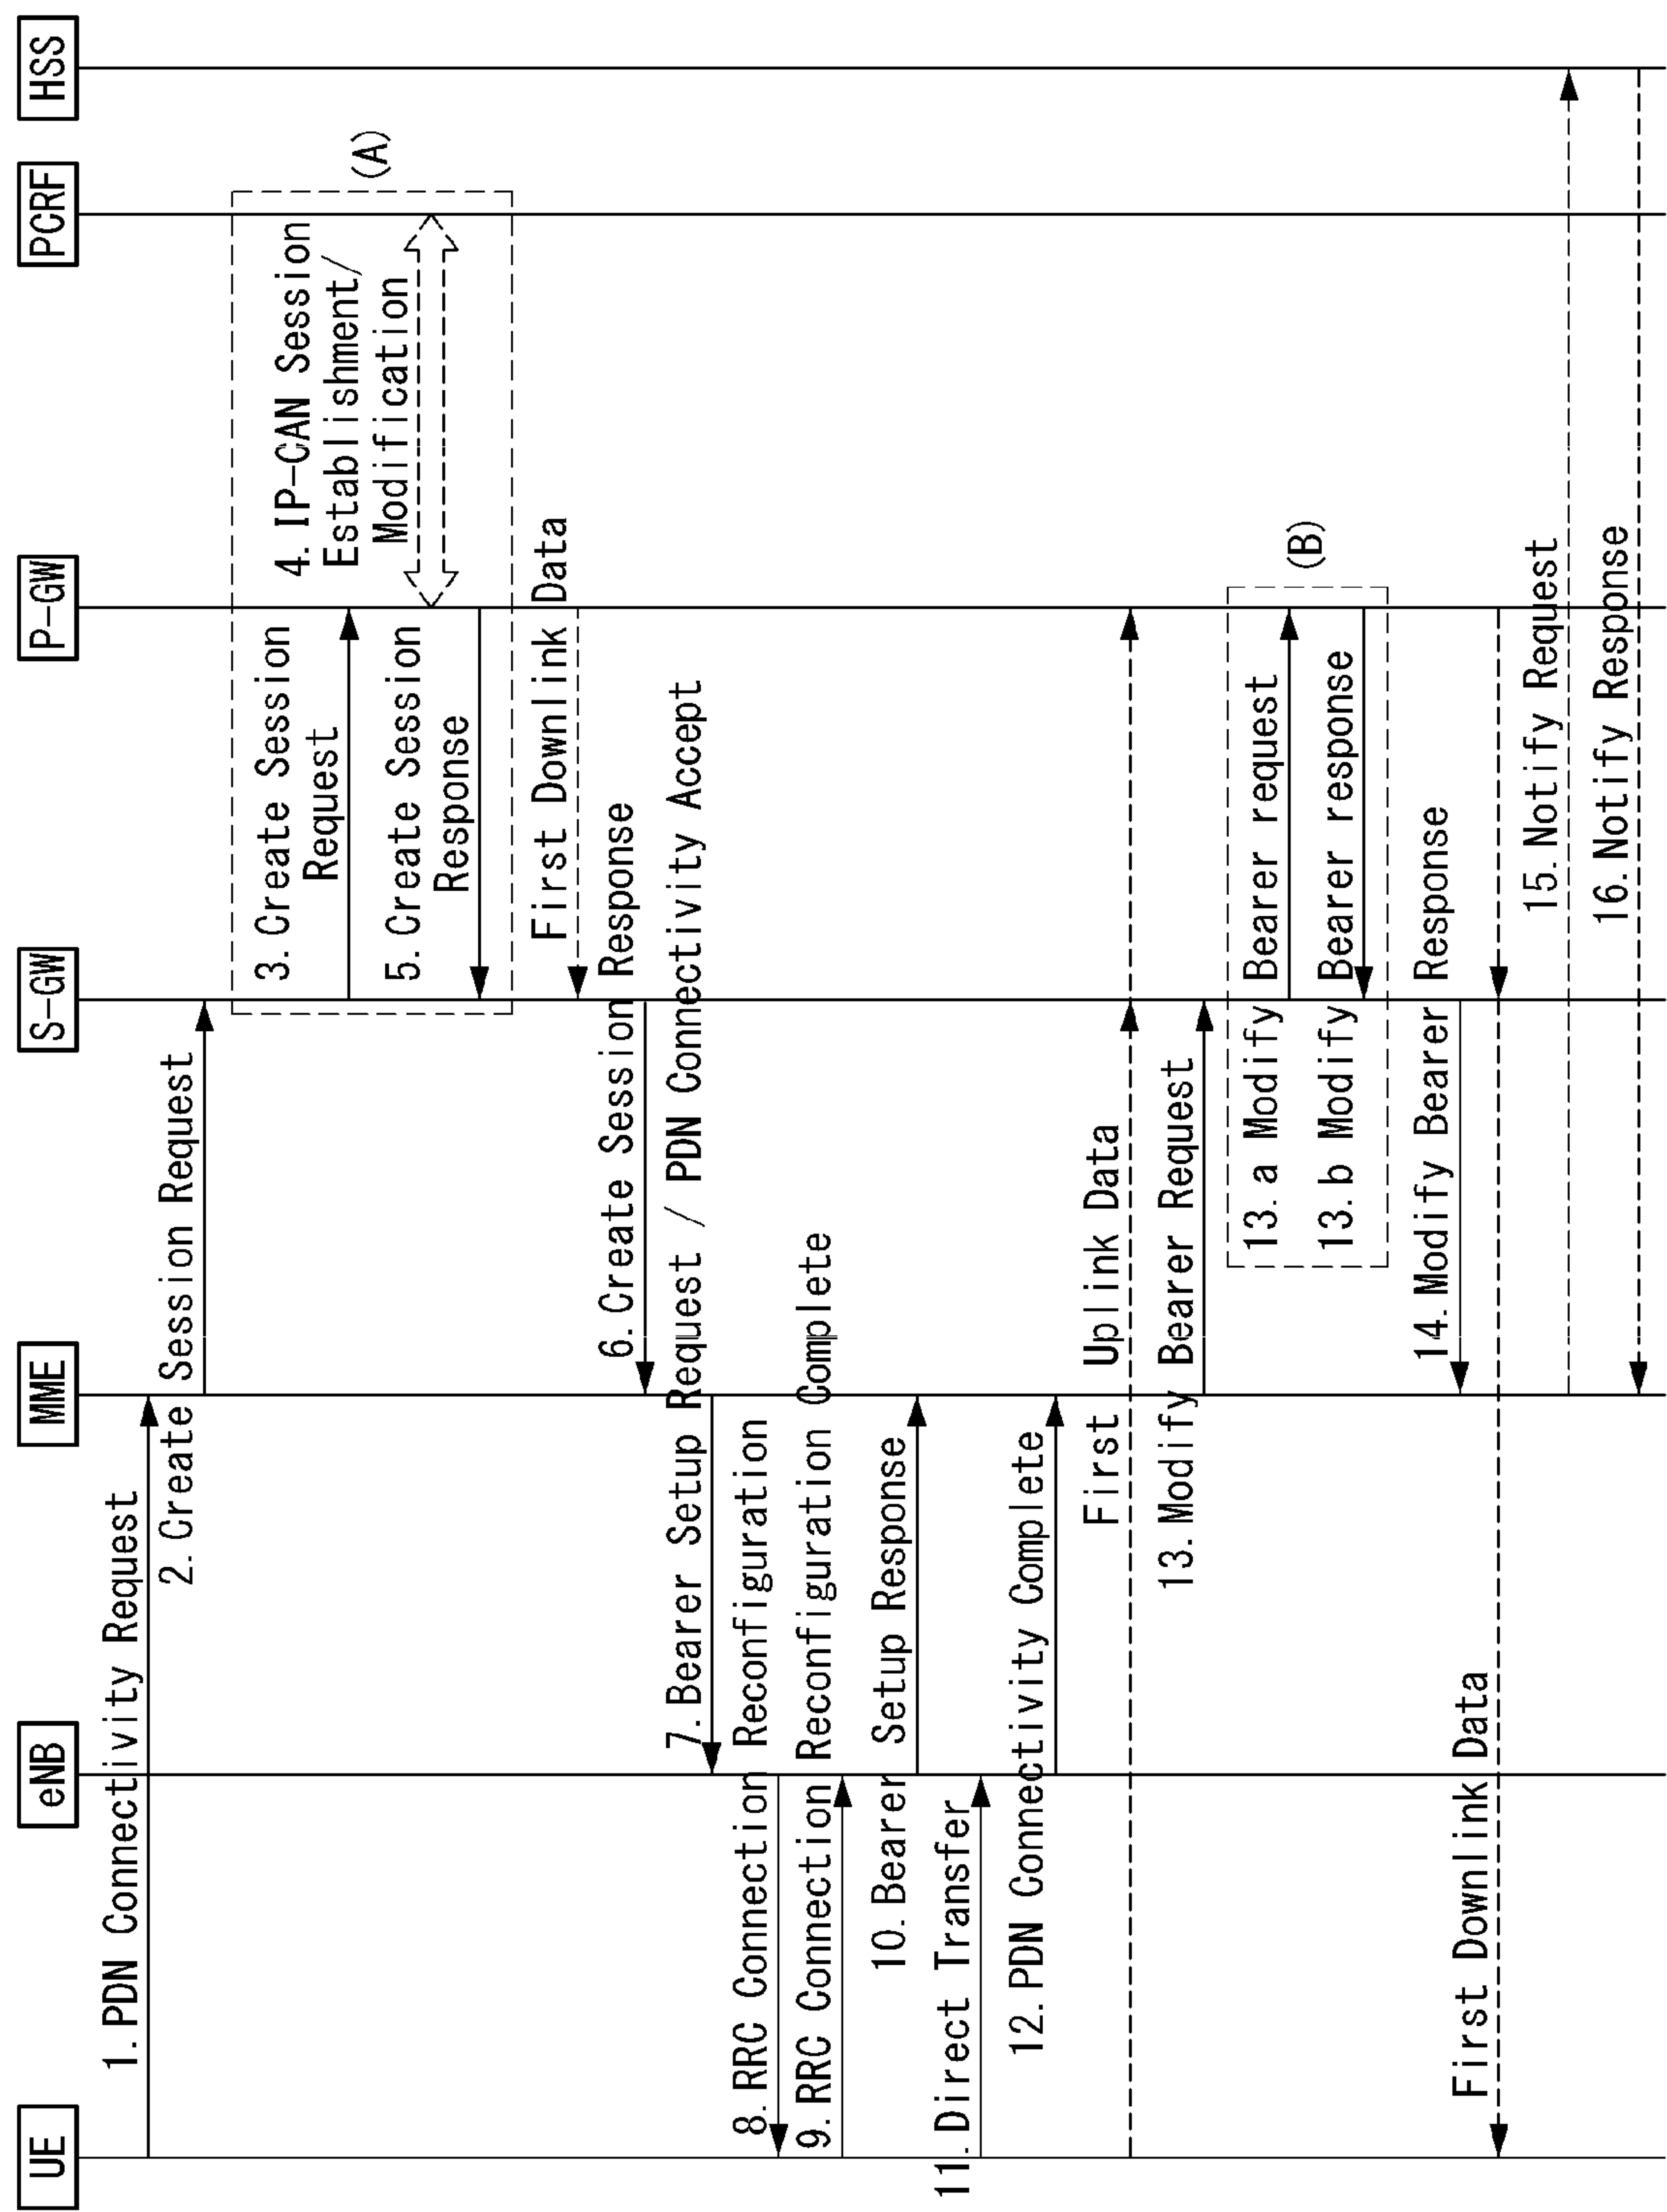 UE
eNB
MME
S-GW
P-GW
PCRF
HSS
1. PDN Connectivity Request
2. Create Session Request
(A)
3. Create Session
Request
4. IP-CAN Session
Establishment/
Modification
5. Create Session
Response
First Downlink Data
6. Create Session Response
7. Bearer Setup Request / PDN Connectivity Accept
8. RRC Connection Reconfiguration
9. RRC Connection Reconfiguration Complete
10. Bearer Setup Response
11. Direct Transfer
12. PDN Connectivity Complete
First Uplink Data
13. Modify Bearer Request
(B)
13. a Modify Bearer request
13. b Modify Bearer response
14. Modify Bearer Response
First Downlink Data
15. Notify Request
16. Notify Response